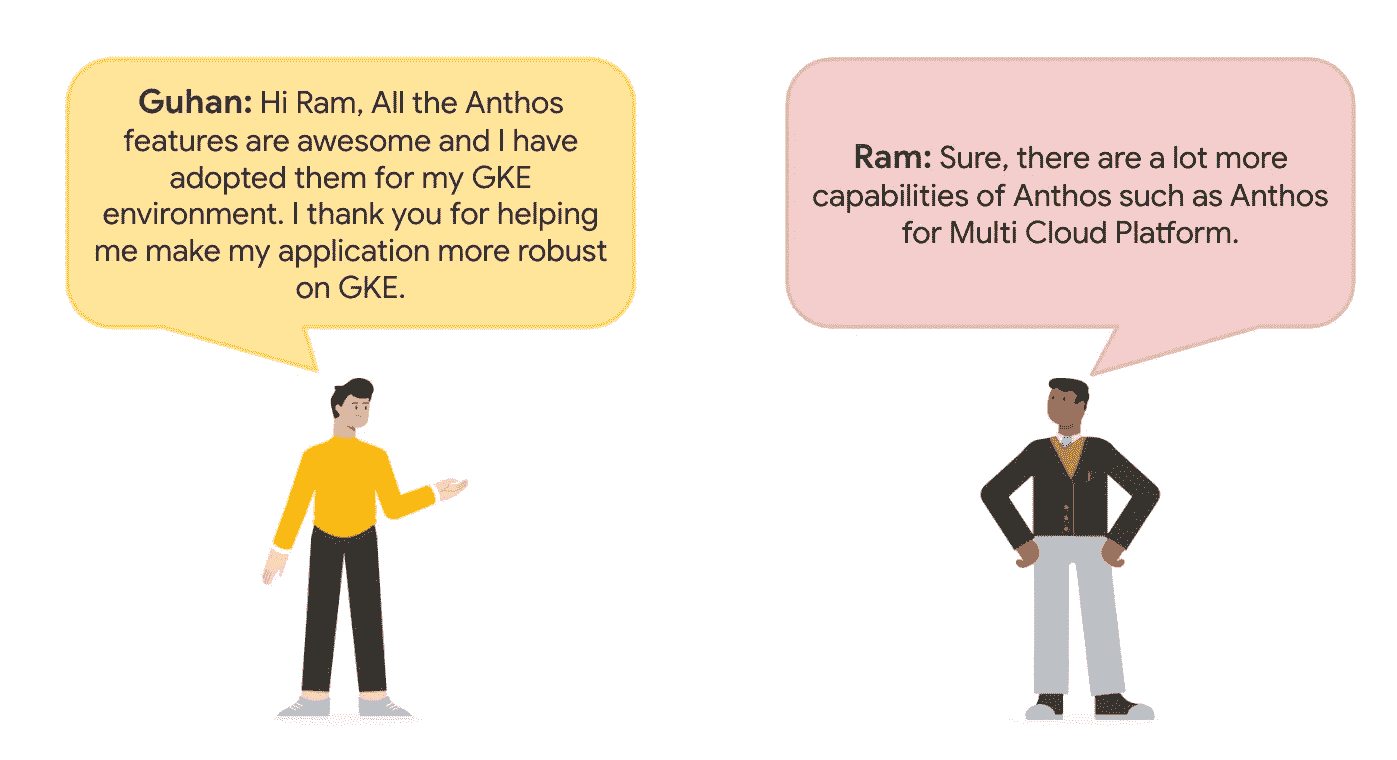 Guhan: Hi Ram, All the Anthos
features are awesome and I have
adopted them for my GKE
environment. I thank you for helping
me make my application more robust
on GKE.
Ram: Sure, there are a lot more
capabilities of Anthos such as Anthos
for Multi Cloud Platform.